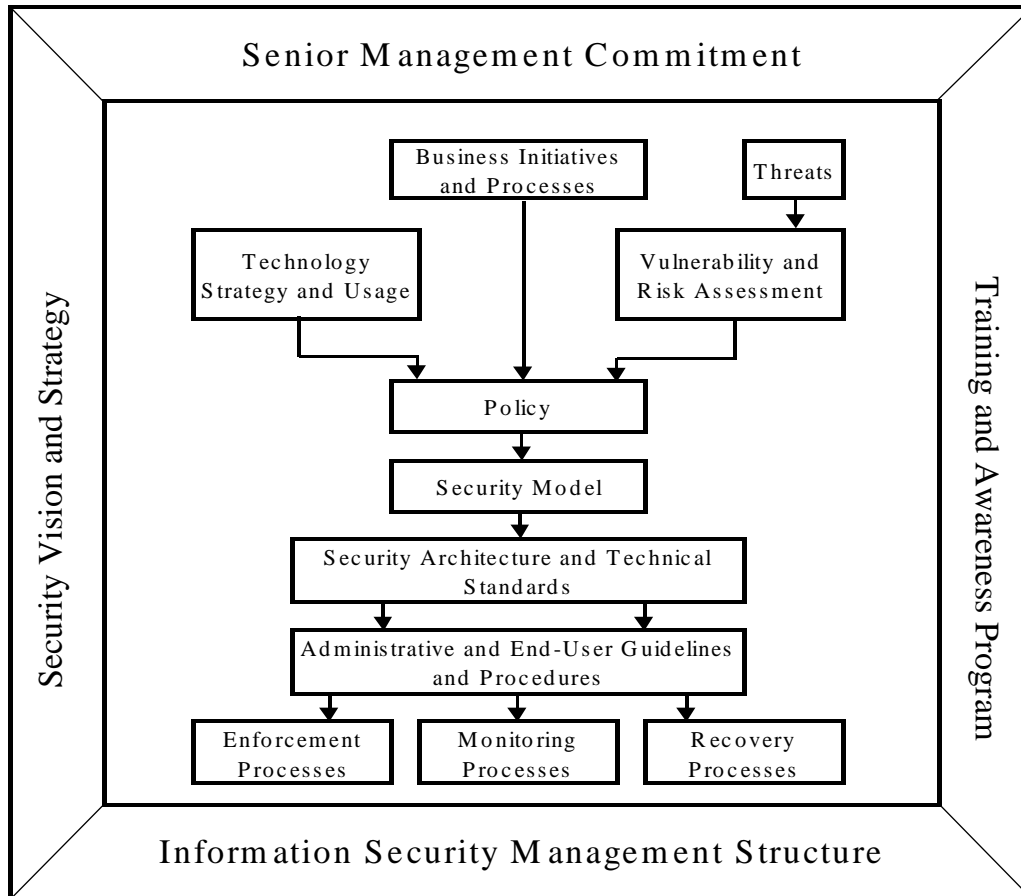 Senior Management Commitment
Business Initiatives
and Processes
Threats
Technology
Strategy and Usage
Vulnerability and
Risk Assessment
Security Vision and Strategy
Training and Awareness Program
Policy
Security Model
Security Architecture and Technical
Standards
Administrative and End-User Guidelines
and Procedures
Enforcement
Processes
Monitoring
Processes
Recovery
Processes
Information Security Management Structure